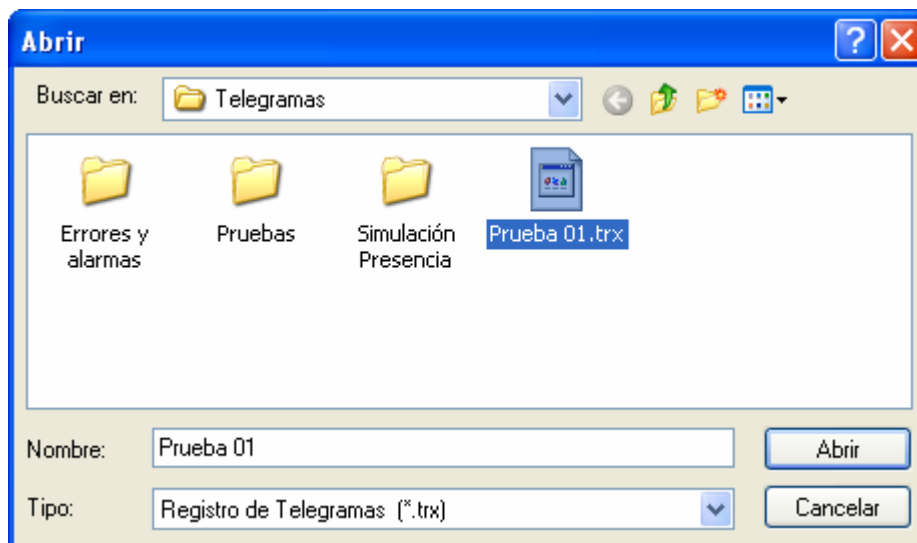 Abrir
Buscar en: Telegramas
Errores y alarmas
Pruebas
Simulación Presencia
Prueba 01.trx
Nombre: Prueba 01 Abrir
Tipo: Registro de Telegramas (*.trx) Cancelar